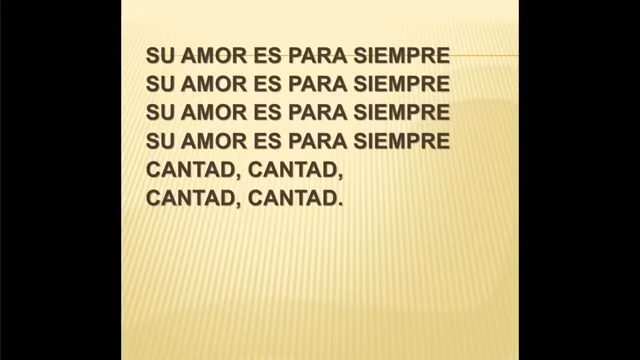 SU AMOR ES PARA SIEMPRE
SU AMOR ES PARA SIEMPRE
SU AMOR ES PARA SIEMPRE
SU AMOR ES PARA SIEMPRE
CANTAD, CANTAD,
CANTAD, CANTAD.